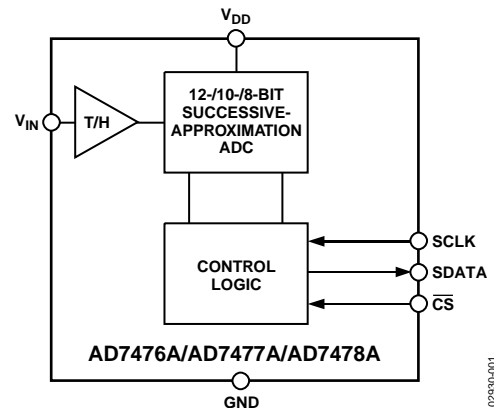 VDD
12-/10-/8-BIT
SUCCESSIVE-
APPROXIMATION
ADC
VIN
T/H
CONTROL
LOGIC
SCLK
SDATA
C̅S̅
AD7476A/AD7477A/AD7478A
GND
02930-001